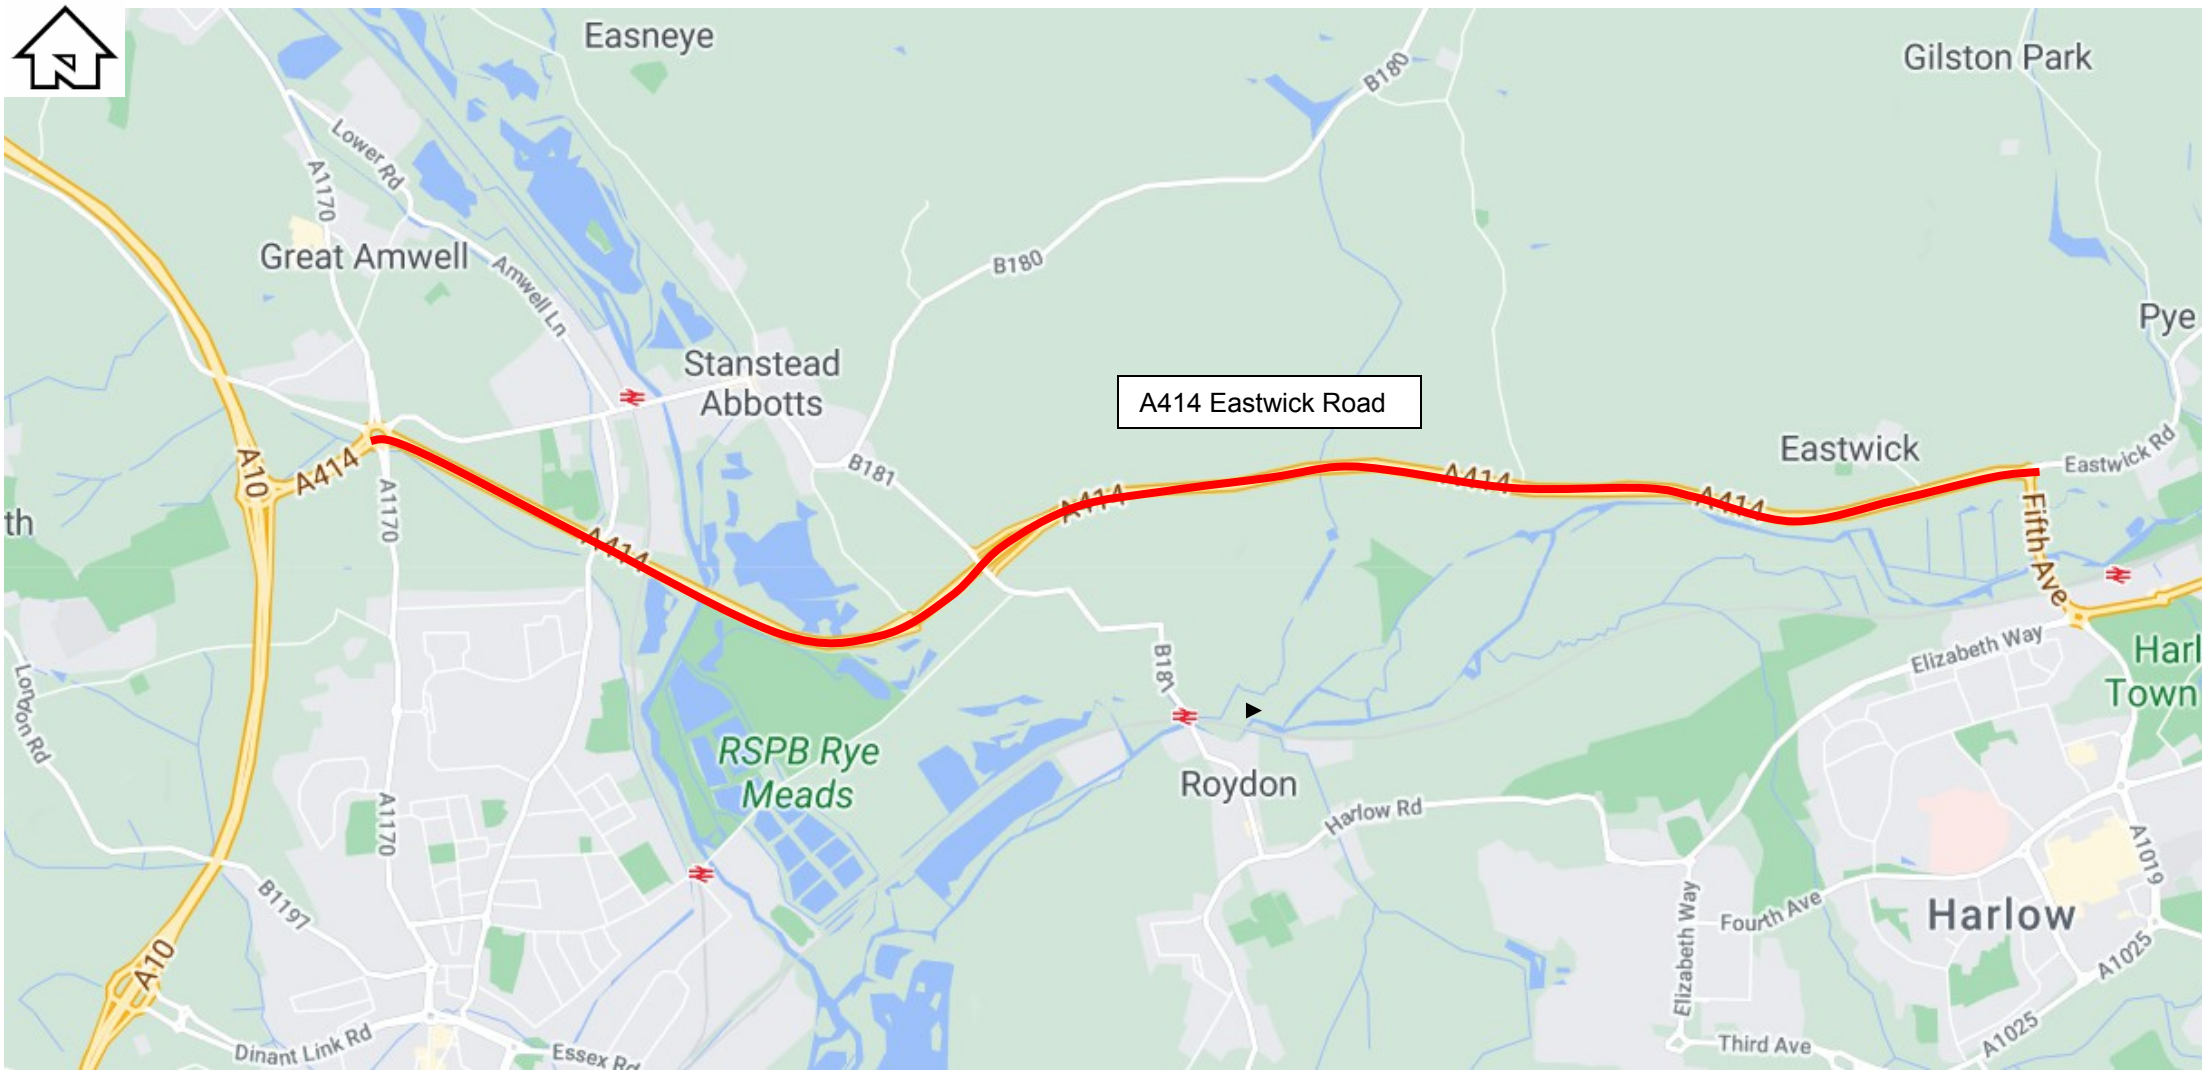 Easneye
Gilston Park
B180
Lower Rd
A1170
Great Amwell
Amwell Ln
B180
Pye
Stanstead
Abbotts
A414 Eastwick Road
Eastwick
Eastwick Rd
A10
A414
B181
A414
A414
A414
A1170
th
A414
Fifth Ave
Elizabeth Way
Harl
Town
B181
London Rd
RSPB Rye
Meads
Roydon
Harlow Rd
A1170
A1019
B1197
Elizabeth Way
Fourth Ave
Harlow
A10
A1025
A1025
Dinant Link Rd
Essex Rd
Third Ave